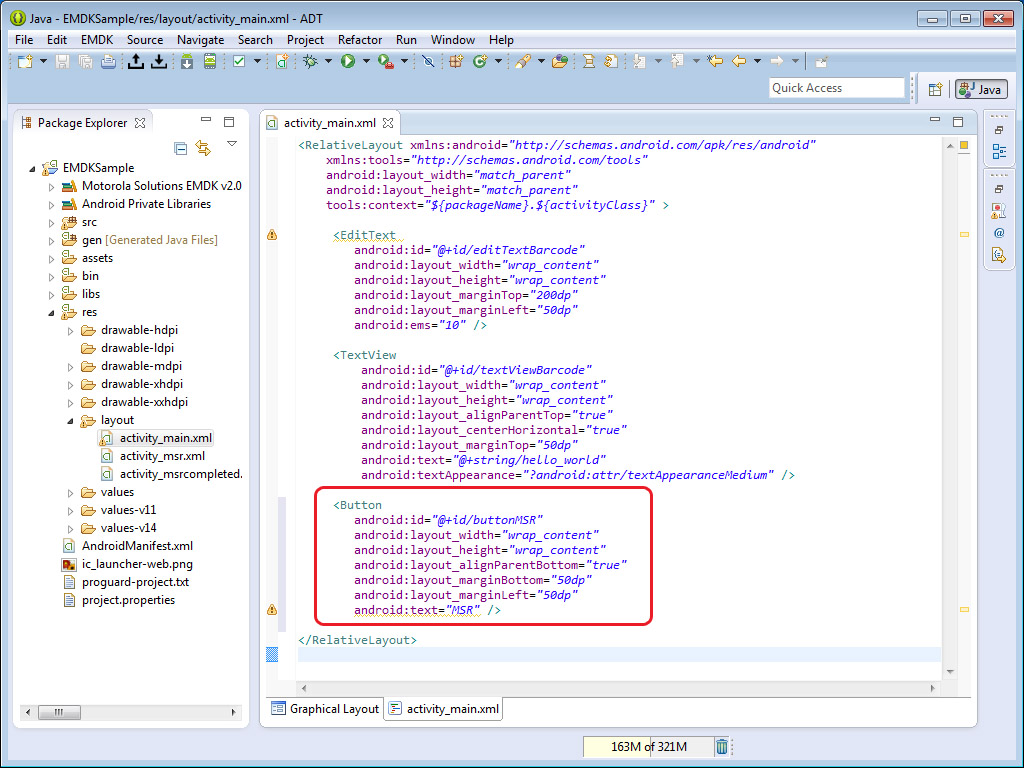 Java - EMDKSample/res/layout/activity_main.xml - ADT
File Edit EMDK Source Navigate Search Project Refactor Run Window Help
Quick Access
Java
Package Explorer
EMDKSample
Motorola Solutions EMDK v2.0
Android Private Libraries
src
gen [Generated Java Files]
assets
bin
libs
res
drawable-hdpi
drawable-ldpi
drawable-mdpi
drawable-xhdpi
drawable-xxhdpi
layout
activity_main.xml
activity_msr.xml
activity_msrcompleted.
values
values-v11
values-v14
AndroidManifest.xml
ic_launcher-web.png
proguard-project.txt
project.properties
activity_main.xml
<RelativeLayout xmlns:android="http://schemas.android.com/apk/res/android"
xmlns:tools="http://schemas.android.com/tools"
android:layout_width="match_parent"
android:layout_height="match_parent"
tools:context="${packageName}.${activityClass}" >
<EditText
android:id="@+id/editTextBarcode"
android:layout_width="wrap_content"
android:layout_height="wrap_content"
android:layout_marginTop="200dp"
android:layout_marginLeft="50dp"
android:ems="10" />
<TextView
android:id="@+id/textViewBarcode"
android:layout_width="wrap_content"
android:layout_height="wrap_content"
android:layout_alignParentTop="true"
android:layout_centerHorizontal="true"
android:layout_marginTop="50dp"
android:text="@+string/hello_world"
android:textAppearance="?android:attr/textAppearanceMedium" />
<Button
android:id="@+id/buttonMSR"
android:layout_width="wrap_content"
android:layout_height="wrap_content"
android:layout_alignParentBottom="true"
android:layout_marginBottom="50dp"
android:layout_marginLeft="50dp"
android:text="MSR" />
</RelativeLayout>
Graphical Layout
activity_main.xml
163M of 321M